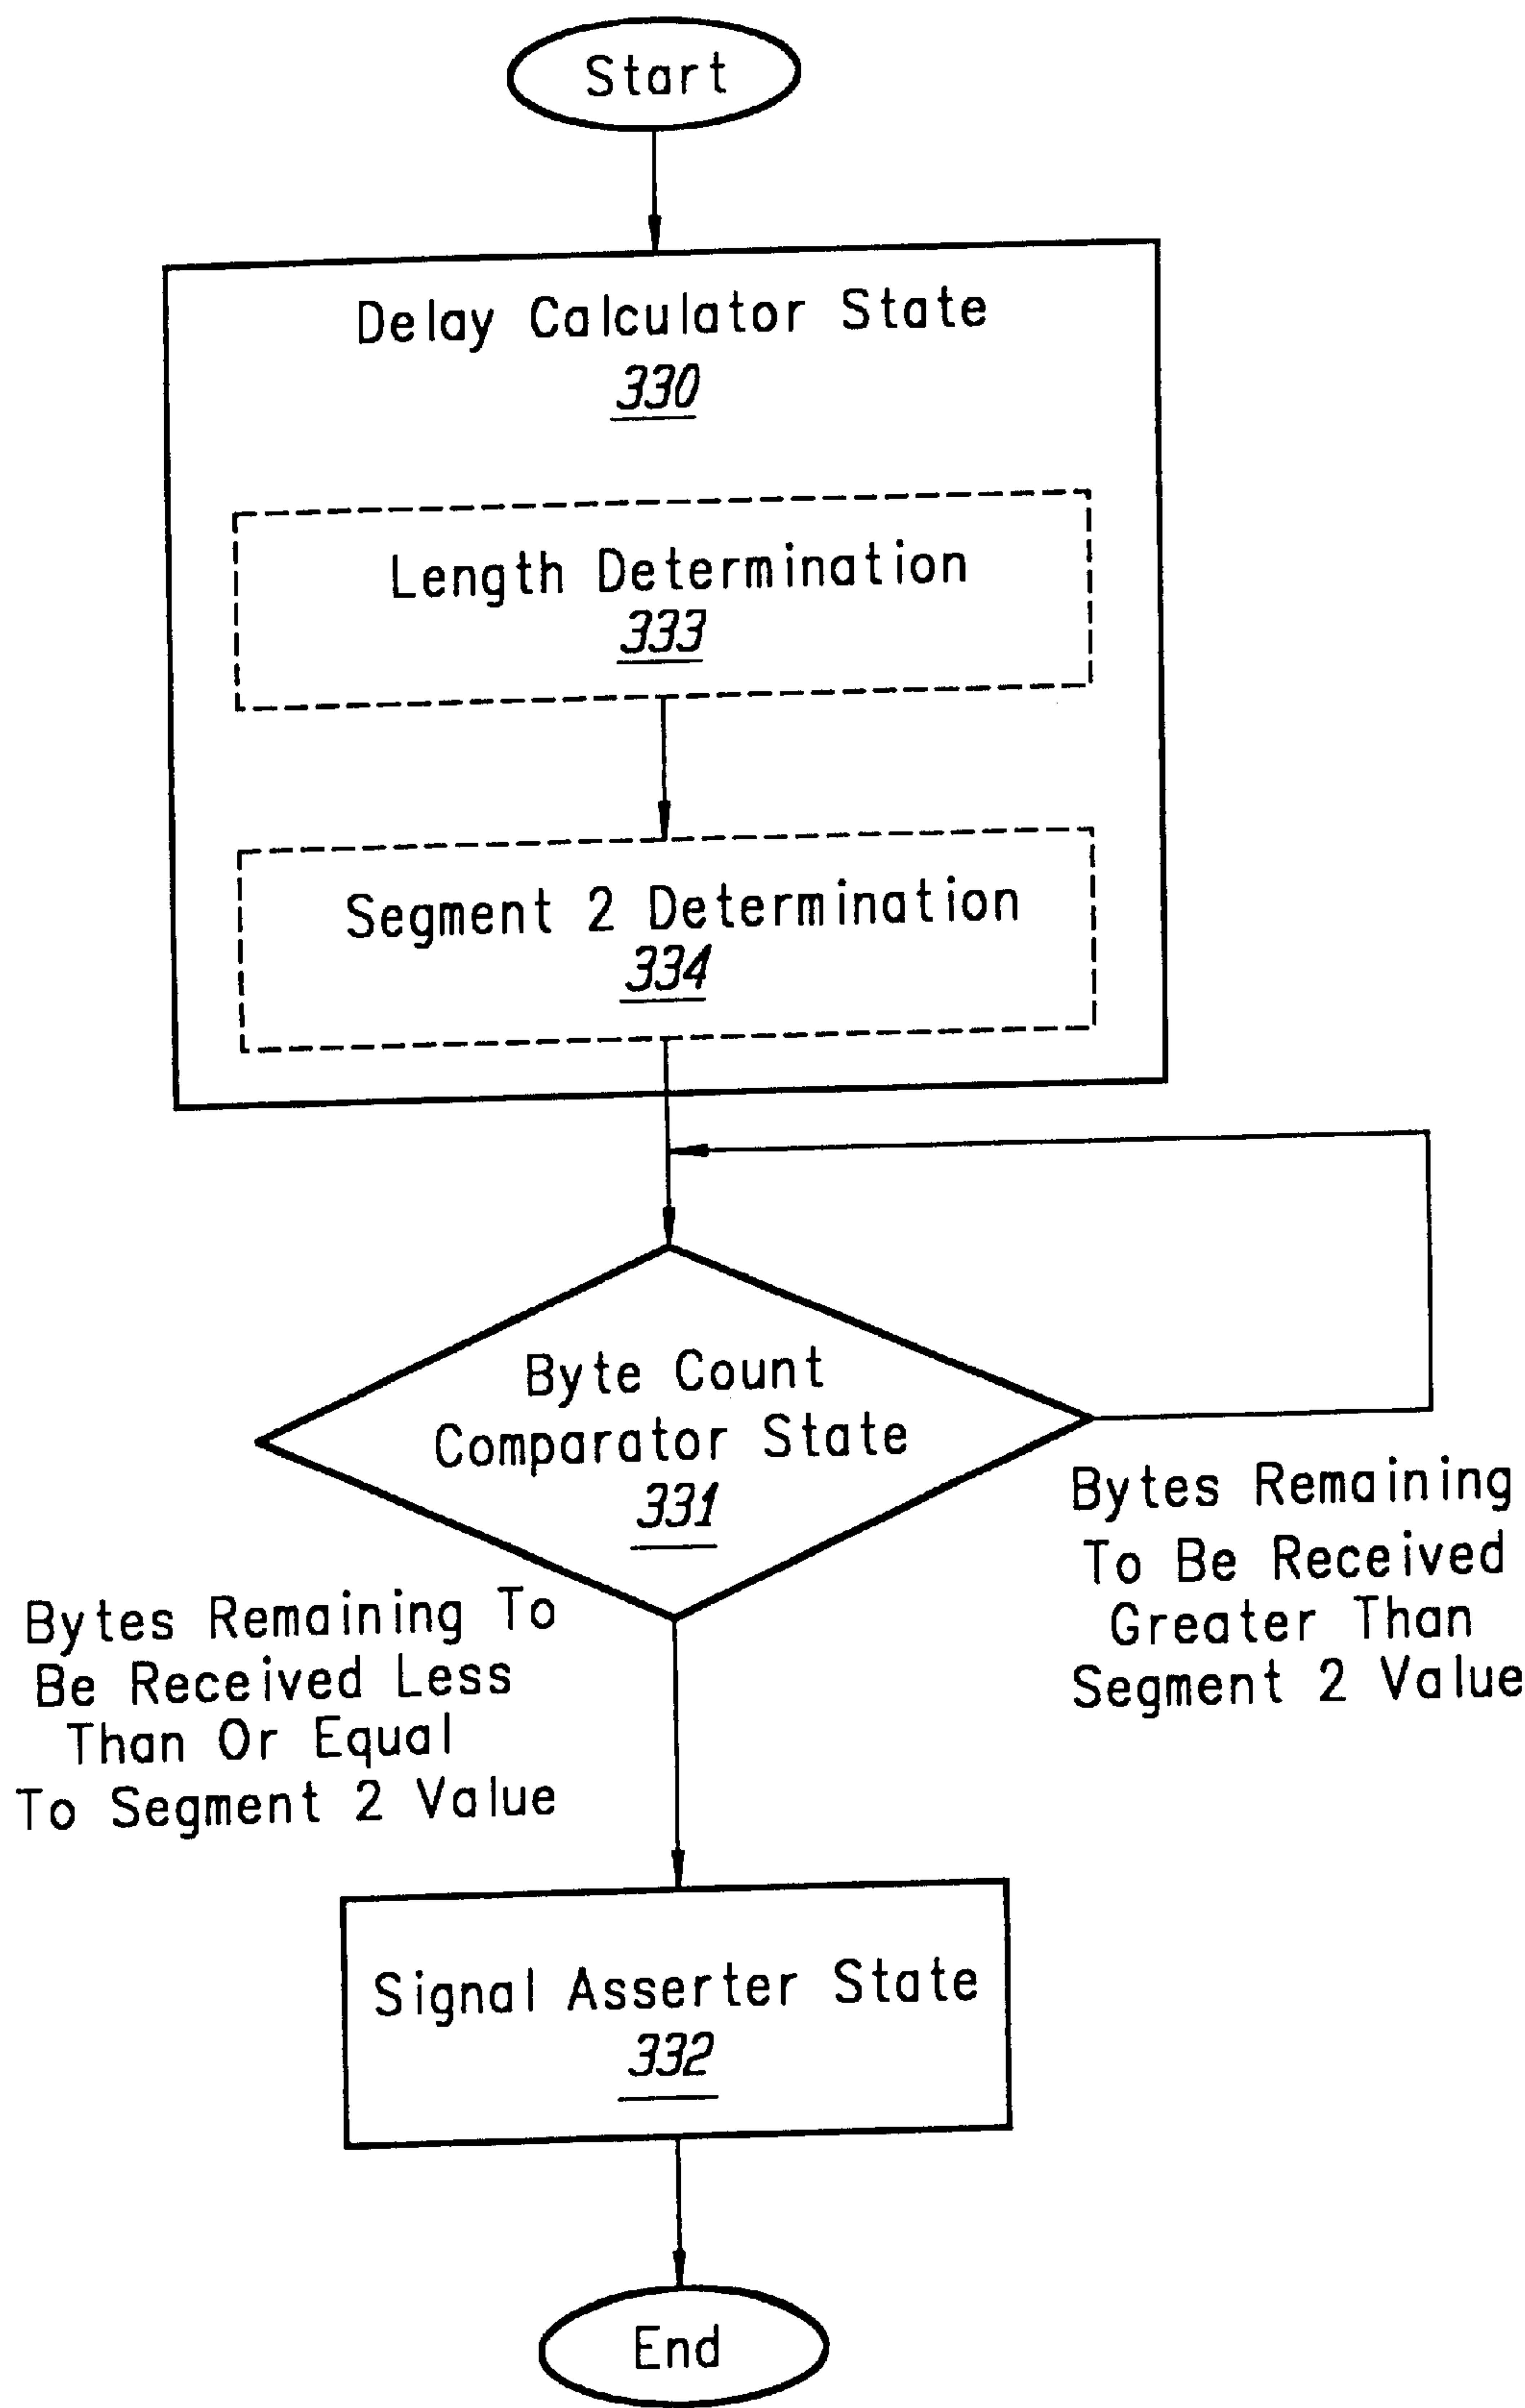 Start
Delay Calculator State
330
Length Determination
333
Segment 2 Determination
334
Byte Count
Comparator State
331
Bytes Remaining
To Be Received
Greater Than
Segment 2 Value
Bytes Remaining To
Be Received Less
Than Or Equal
To Segment 2 Value
Signal Asserter State
332
End